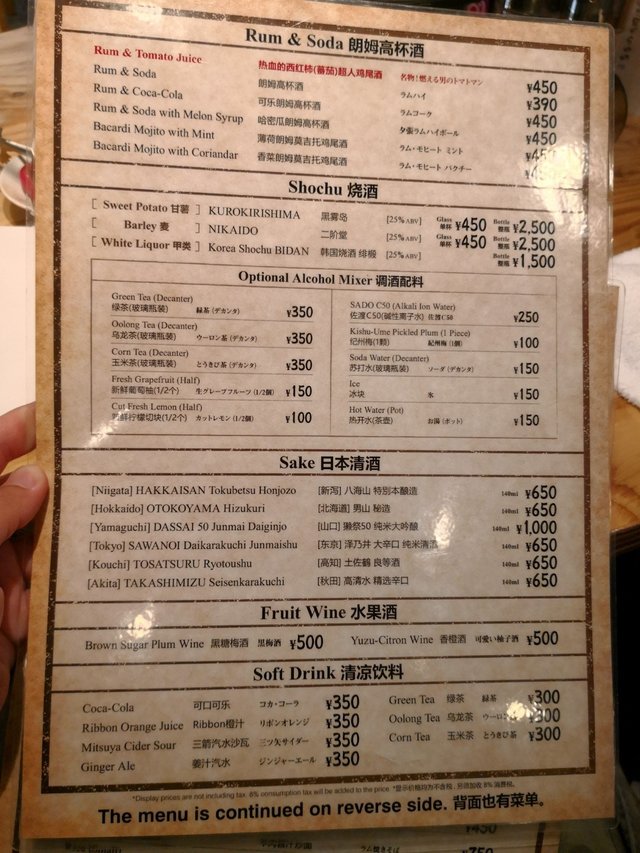 Rum & Soda 朗姆高杯酒
Rum & Tomato Juice 热血的西红柿(蕃茄)超人鸡尾酒 名物！燃える男のトマトマン ¥450
Rum & Soda 朗姆高杯酒 ラムハイ ¥390
Rum & Coca-Cola 可乐朗姆高杯酒 ラムコーク ¥450
Rum & Soda with Melon Syrup 哈密瓜朗姆高杯酒 夕張ラムハイボール ¥450
Bacardi Mojito with Mint 薄荷朗姆莫吉托鸡尾酒 ラム・モヒート ミント
Bacardi Mojito with Coriandar 香菜朗姆莫吉托鸡尾酒 ラム・モヒート パクチー
Shochu 烧酒
[ Sweet Potato 甘薯 ] KUROKIRISHIMA 黑雾岛 [25% ABV] Glass 单杯 ¥450 Bottle 整瓶 ¥2,500
[ Barley 麦 ] NIKAIDO 二阶堂 [25% ABV] Glass 单杯 ¥450 Bottle 整瓶 ¥2,500
[ White Liquor 甲类 ] Korea Shochu BIDAN 韩国烧酒 绯椴 [25% ABV] Bottle 整瓶 ¥1,500
Optional Alcohol Mixer 调酒配料
Green Tea (Decanter)
绿茶(玻璃瓶装) 緑茶 (デカンタ) ¥350
Oolong Tea (Decanter)
乌龙茶(玻璃瓶装) ウーロン茶 (デカンタ) ¥350
Corn Tea (Decanter)
玉米茶(玻璃瓶装) とうきび茶 (デカンタ) ¥350
Fresh Grapefruit (Half)
新鲜葡萄柚(1/2个) 生グレープフルーツ (1/2個) ¥150
Cut Fresh Lemon (Half)
新鲜柠檬切块(1/2个) カットレモン (1/2個) ¥100
SADO C50 (Alkali Ion Water)
佐渡C50(碱性离子水) 佐渡C50 ¥250
Kishu-Ume Pickled Plum (1 Piece)
纪州梅(1颗) 紀州梅 (1個) ¥100
Soda Water (Decanter)
苏打水(玻璃瓶装) ソーダ (デカンタ) ¥150
Ice
冰块 氷 ¥150
Hot Water (Pot)
热开水(茶壶) お湯 (ポット) ¥150
Sake 日本清酒
[Niigata] HAKKAISAN Tokubetsu Honjozo [新泻] 八海山 特别本酿造 140ml ¥650
[Hokkaido] OTOKOYAMA Hizukuri [北海道] 男山 秘造 140ml ¥650
[Yamaguchi] DASSAI 50 Junmai Daiginjo [山口] 獭祭50 纯米大吟酿 140ml ¥1,000
[Tokyo] SAWANOI Daikarakuchi Junmaishu [东京] 泽乃井 大辛口 纯米清酒 140ml ¥650
[Kouchi] TOSATSURU Ryotoushu [高知] 土佐鹤 良等酒 140ml ¥650
[Akita] TAKASHIMIZU Seisenkarakuchi [秋田] 高清水 精选辛口 140ml ¥650
Fruit Wine 水果酒
Brown Sugar Plum Wine 黑糖梅酒 黒梅酒 ¥500 Yuzu-Citron Wine 香橙酒 可愛い柚子酒 ¥500
Soft Drink 清凉饮料
Coca-Cola 可口可乐 コカ・コーラ ¥350
Ribbon Orange Juice Ribbon橙汁 リボンオレンジ ¥350
Mitsuya Cider Sour 三箭汽水沙瓦 三ツ矢サイダー ¥350
Ginger Ale 姜汁汽水 ジンジャーエール ¥350
Green Tea 绿茶 緑茶 ¥300
Oolong Tea 乌龙茶 ¥300
Corn Tea 玉米茶 とうきび茶 ¥300
*Display prices are not including tax. 8% consumption tax will be added to the price. *显示价格均为不含税, 另须加收 8% 消费税。
The menu is continued on reverse side. 背面也有菜单。